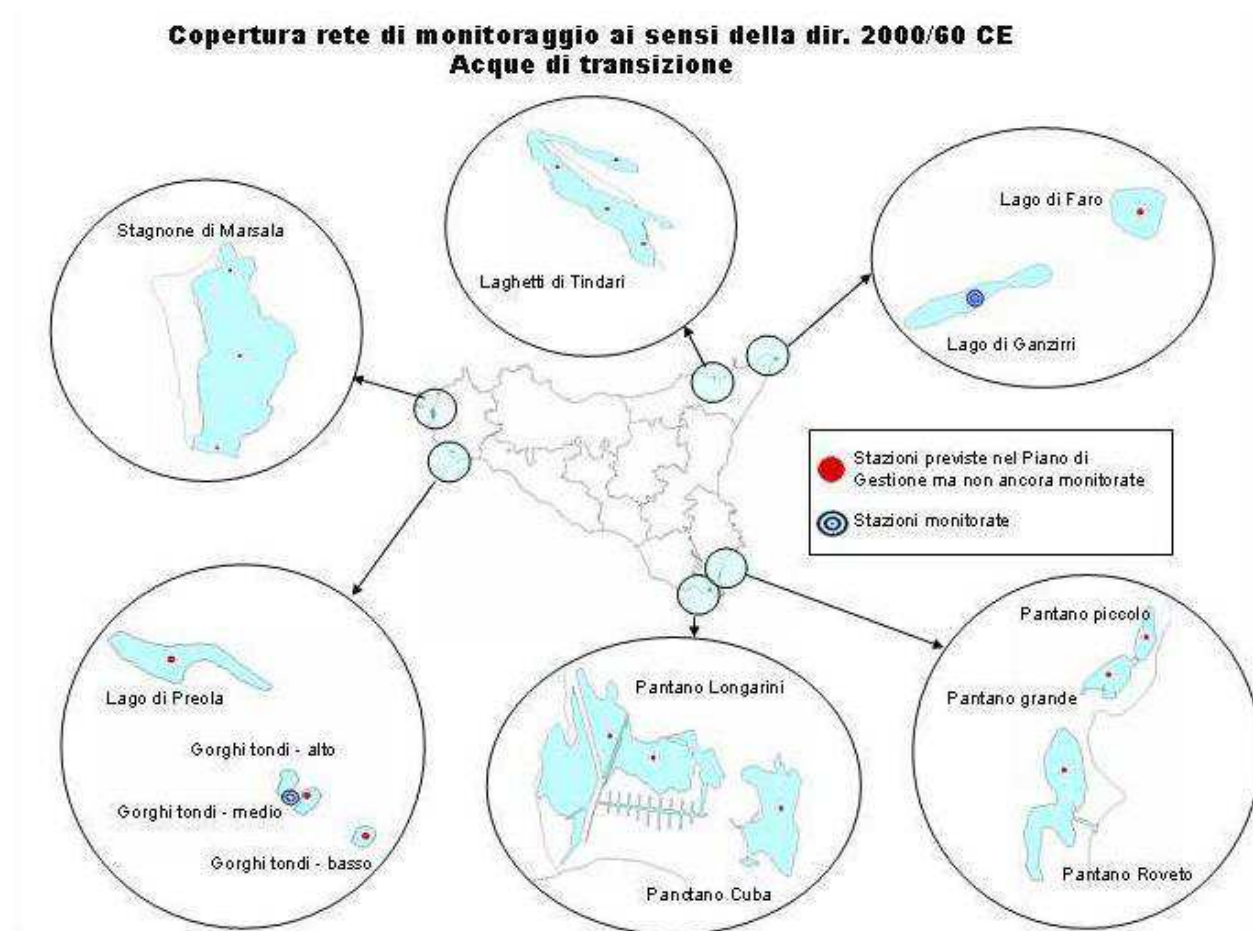 Copertura rete di monitoraggio ai sensi della dir. 2000/60 CE
Acque di transizione
Stagnone di Marsala
Laghetti di Tindari
Lago di Faro
Lago di Ganzirri
Stazioni previste nel Piano di
Gestione ma non ancora monitorate
Stazioni monitorate
Lago di Preola
Gorghi tondi - alto
Gorghi tondi - medio
Gorghi tondi - basso
Pantano Longarini
Panctano Cuba
Pantano piccolo
Pantano grande
Pantano Roveto